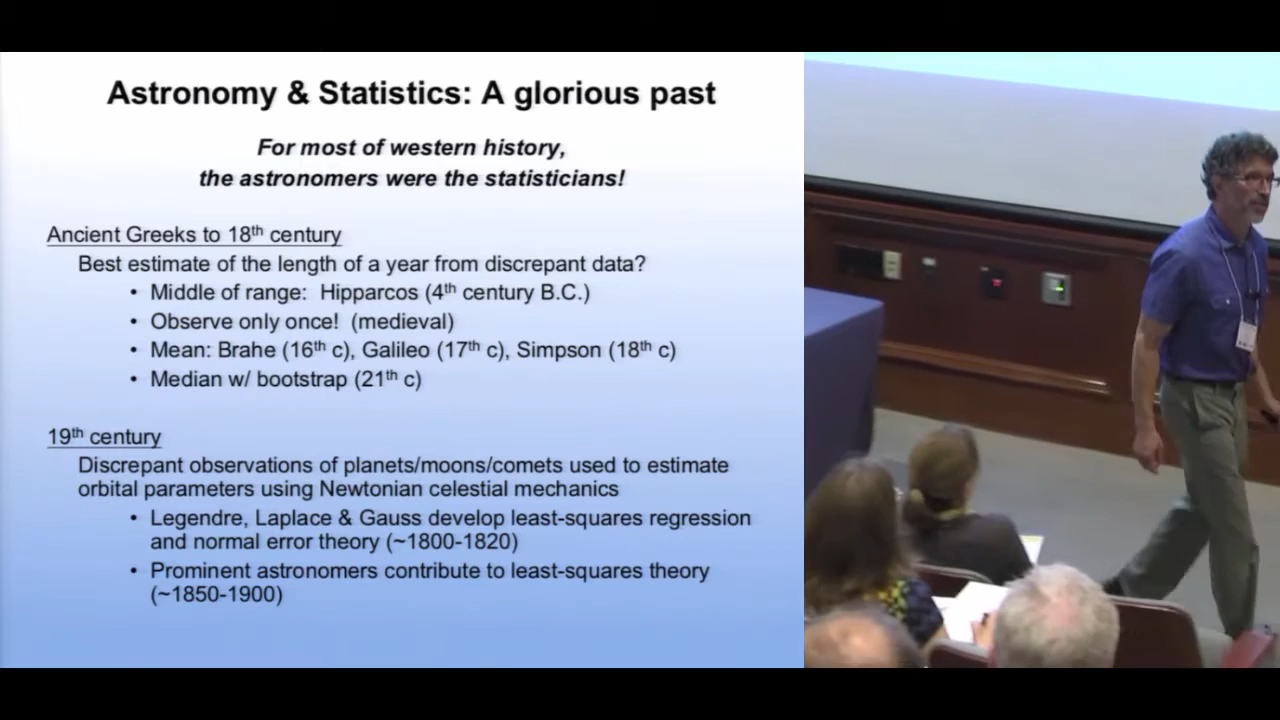 Astronomy & Statistics: A glorious past
For most of western history,
the astronomers were the statisticians!
Ancient Greeks to 18th century
Best estimate of the length of a year from discrepant data?
• Middle of range: Hipparcos (4th century B.C.)
• Observe only once! (medieval)
• Mean: Brahe (16th c), Galileo (17th c), Simpson (18th c)
• Median w/ bootstrap (21th c)
19th century
Discrepant observations of planets/moons/comets used to estimate
orbital parameters using Newtonian celestial mechanics
• Legendre, Laplace & Gauss develop least-squares regression
and normal error theory (~1800-1820)
• Prominent astronomers contribute to least-squares theory
(~1850-1900)